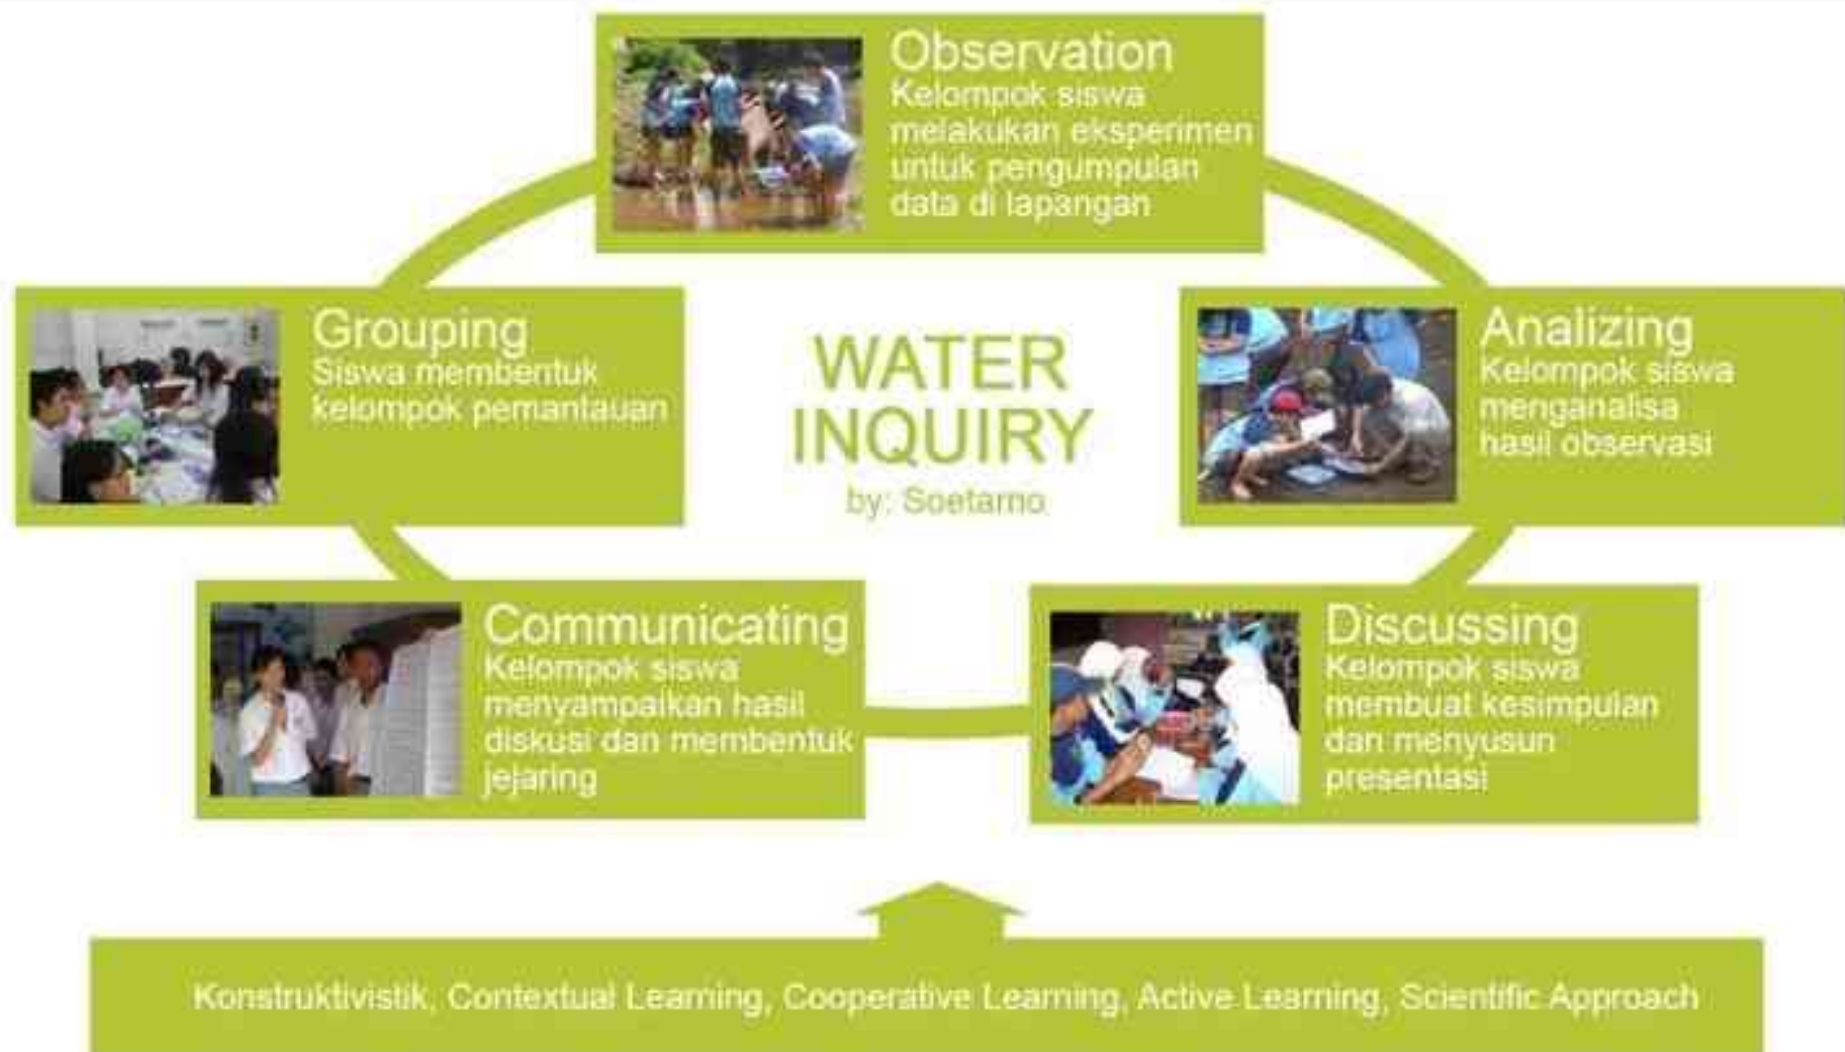 Observation
Kelompok siswa
melakukan eksperimen
untuk pengumpulan
data di lapangan
Grouping
Siswa membentuk
kelompok pemantauan
WATER
INQUIRY
by: Soetarno
Analizing
Kelompok siswa
menganalisa
hasil observasi
Communicating
Kelompok siswa
menyampaikan hasil
diskusi dan membentuk
jejaring
Discussing
Kelompok siswa
membuat kesimpulan
dan menyusun
presentasi
Konstruktivistik, Contextual Learning, Cooperative Learning, Active Learning, Scientific Approach